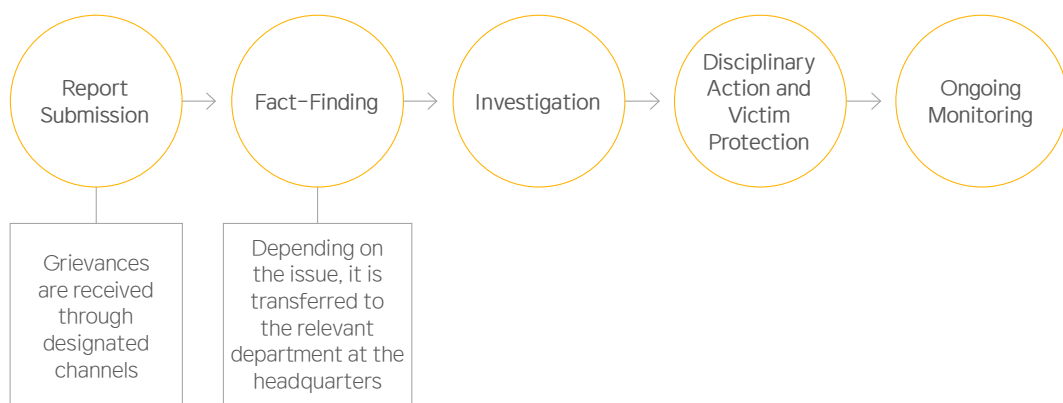 Report
Submission
Fact-Finding
Investigation
Disciplinary
Action and
Victim
Protection
Ongoing
Monitoring
Grievances
are received
through
designated
channels
Depending on
the issue, it is
transferred to
the relevant
department at the
headquarters